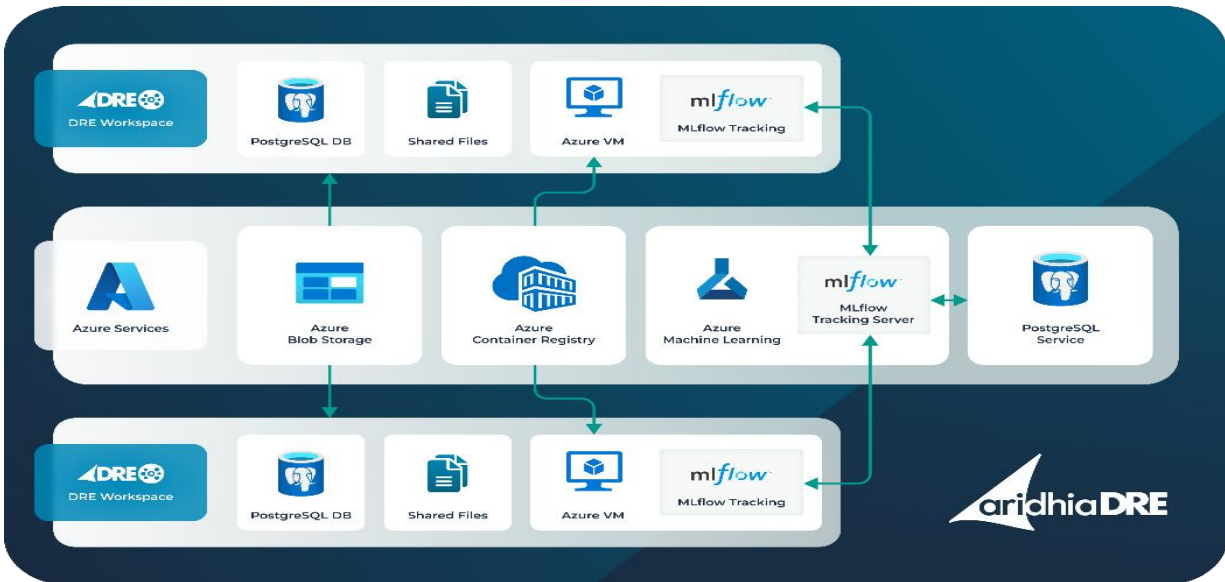 DRE
DRE Workspace
PostgreSQL DB
Shared Files
Azure VM
mlflow
MLflow Tracking
Azure Services
Azure
Blob Storage
Azure
Container Registry
Azure
Machine Learning
mlflow
MLflow
Tracking Server
PostgreSQL
Service
DRE
DRE Workspace
PostgreSQL DB
Shared Files
Azure VM
mlflow
MLflow Tracking
aridhiaDRE